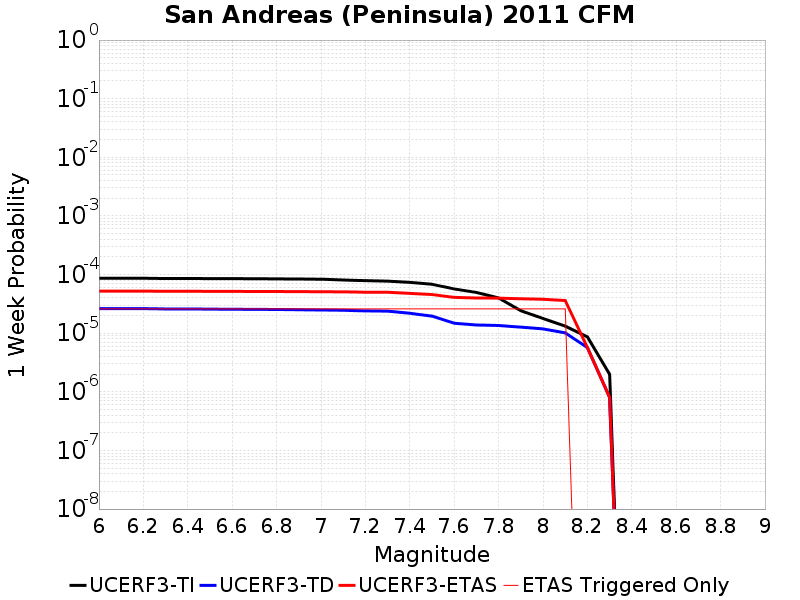 San Andreas (Peninsula) 2011 CFM
1 Week Probability
10^0
10^-1
10^-2
10^-3
10^-4
10^-5
10^-6
10^-7
10^-8
6 6.2 6.4 6.6 6.8 7 7.2 7.4 7.6 7.8 8 8.2 8.4 8.6 8.8 9
Magnitude
UCERF3-TI UCERF3-TD UCERF3-ETAS ETAS Triggered Only